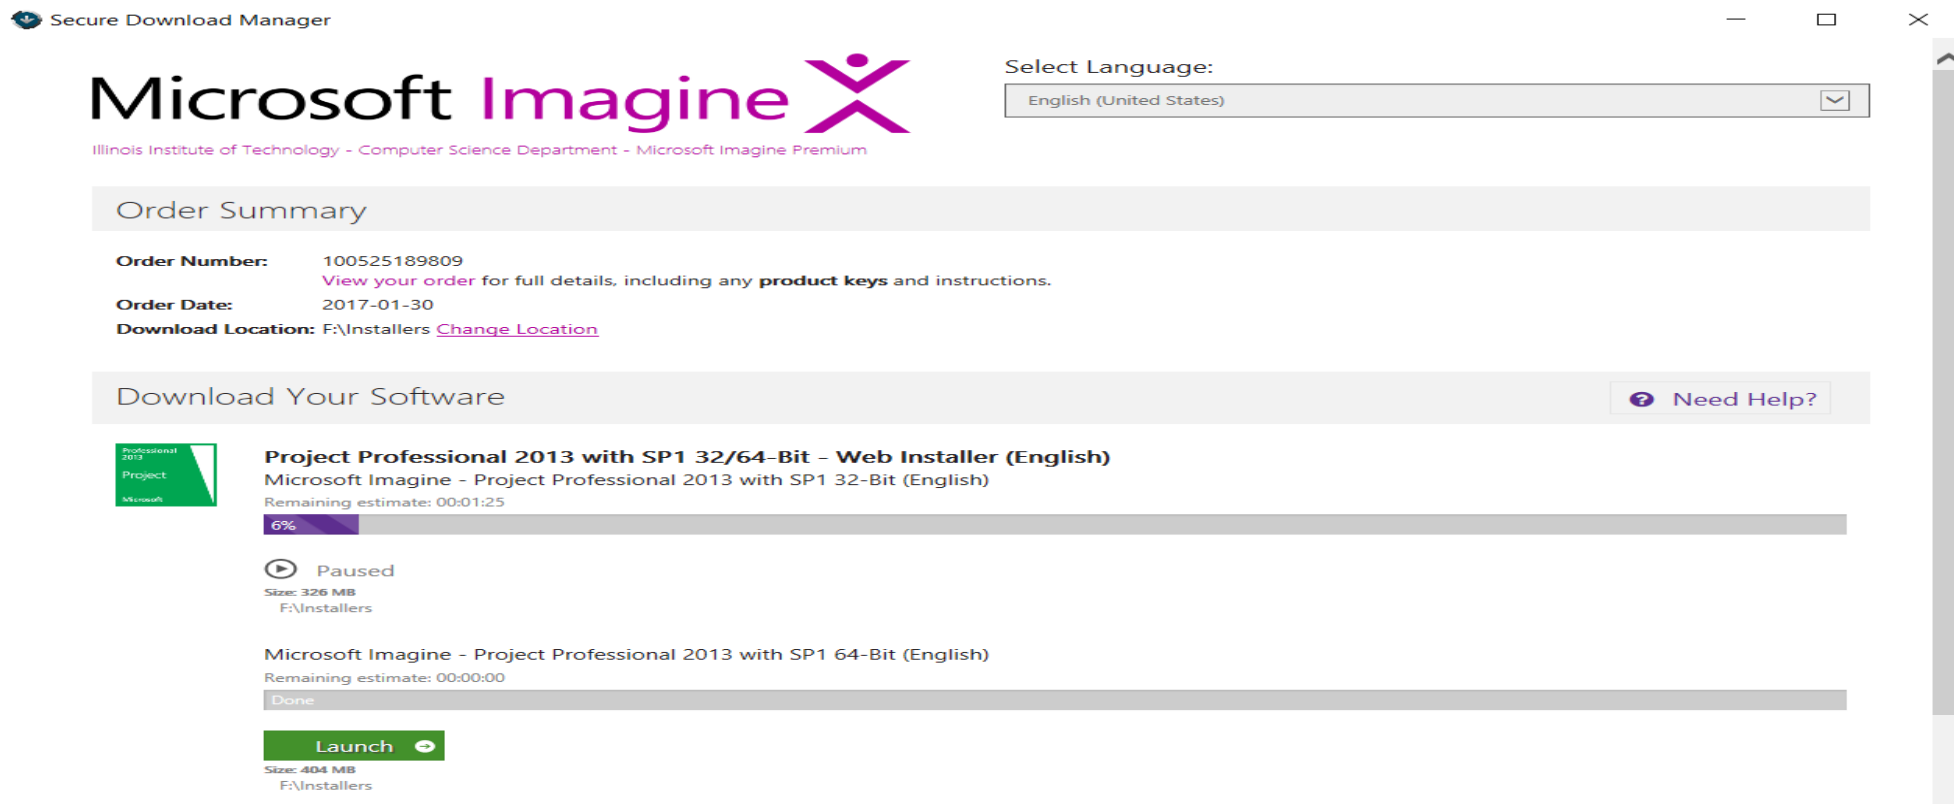 Secure Download Manager
Microsoft Imagine
Select Language:
English (United States)
Illinois Institute of Technology - Computer Science Department - Microsoft Imagine Premium
Order Summary
Order Number: 100525189809
View your order for full details, including any product keys and instructions.
Order Date: 2017-01-30
Download Location: F:\Installers Change Location
Download Your Software
Need Help?
Professional
2013
Project
Microsoft
Project Professional 2013 with SP1 32/64-Bit - Web Installer (English)
Microsoft Imagine - Project Professional 2013 with SP1 32-Bit (English)
Remaining estimate: 00:01:25
6%
Paused
Size: 326 MB
F:\Installers
Microsoft Imagine - Project Professional 2013 with SP1 64-Bit (English)
Remaining estimate: 00:00:00
Done
Launch
Size: 404 MB
F:\Installers